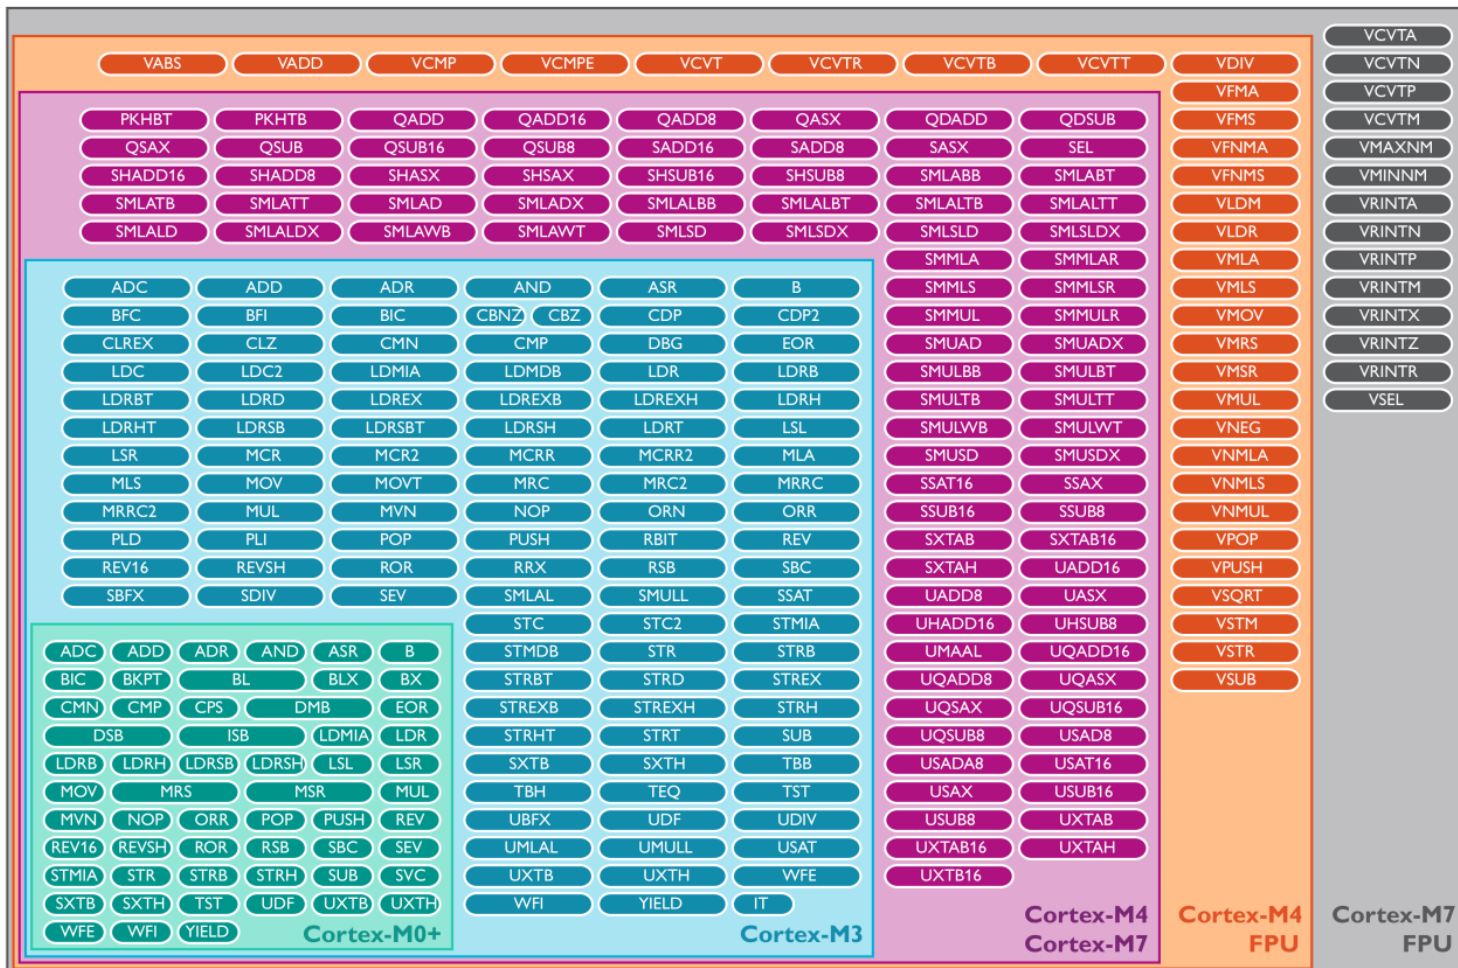 VCVTA
VABS VADD VCMP VCMPE VCVT VCVTR VCVTB VCVTT VDIV VCVTN
VFMA VCVTP
PKHBT PKHTB QADD QADD16 QADD8 QASX QDADD QDSUB VFMS VCVTM
QSAX QSUB QSUB16 QSUB8 SADD16 SADD8 SASX SEL VFNMA VMAXNM
SHADD16 SHADD8 SHASX SHSAX SHSUB16 SHSUB8 SMLABB SMLABT VFNMS VMINNM
SMLATB SMLATT SMLAD SMLADX SMLALBB SMLALBT SMLALTB SMLALTT VLDM VRINTA
SMLALD SMLALDX SMLAWB SMLAWT SMLSD SMLSDX SMLSLD SMLSLDX VLDR VRINTN
SMMLA SMMLAR VMLA VRINTP
ADC ADD ADR AND ASR B SMMLS SMMLSR VMLS VRINTM
BFC BFI BIC CBNZ CBZ CDP CDP2 SMMUL SMMULR VMOV VRINTX
CLREX CLZ CMN CMP DBG EOR SMUAD SMUADX VMRS VRINTZ
LDC LDC2 LDMIA LDMDB LDR LDRB SMULBB SMULBT VMSR VRINTR
LDRBT LDRD LDREX LDREXB LDREXH LDRH SMULTB SMULTT VMUL VSEL
LDRHT LDRSB LDRSBT LDRSH LDRT LSL SMULWB SMULWT VNEG
LSR MCR MCR2 MCRR MCRR2 MLA SMUSD SMUSDX VNMLA
MLS MOV MOVT MRC MRC2 MRRC SSAT16 SSAX VNMLS
MRRC2 MUL MVN NOP ORN ORR SSUB16 SSUB8 VNMUL
PLD PLI POP PUSH RBIT REV SXTAB SXTAB16 VPOP
REV16 REVSH ROR RRX RSB SBC SXTAH UADD16 VPUSH
SBFX SDIV SEV SMLAL SMULL SSAT UADD8 UASX VSQRT
STC STC2 STMIA UHADD16 UHSUB8 VSTM
ADC ADD ADR AND ASR B STMDB STR STRB UMAAL UQADD16 VSTR
BIC BKPT BL BLX BX STRBT STRD STREX UQADD8 UQASX VSUB
CMN CMP CPS DMB EOR STREXB STREXH STRH UQSAX UQSUB16
DSB ISB LDMIA LDR STRHT STRT SUB UQSUB8 USAD8
LDRB LDRH LDRSB LDRSH LSL LSR SXTB SXTH TBB USADA8 USAT16
MOV MRS MSR MUL TBH TEQ TST USAX USUB16
MVN NOP ORR POP PUSH REV UBFX UDF UDIV USUB8 UXTAB
REV16 REVSH ROR RSB SBC SEV UMLAL UMULL USAT UXTAB16 UXTAH
STMIA STR STRB STRH SUB SVC UXTB UXTH WFE UXTB16
SXTB SXTH TST UDF UXTB UXTH WFI YIELD IT Cortex-M4 Cortex-M4 Cortex-M7
WFE WFI YIELD Cortex-M0+ Cortex-M3 Cortex-M7 FPU FPU